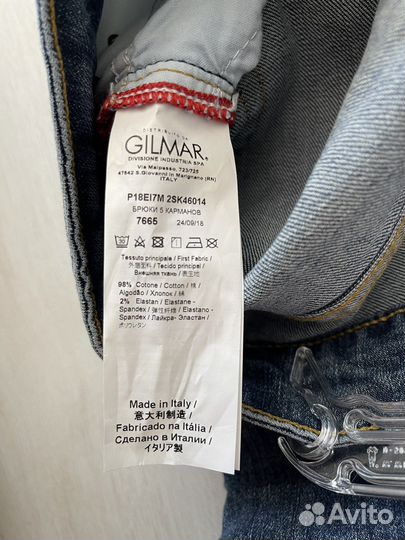 DISTRIBUITO DA
GILMAR
DIVISIONE INDUSTRIA SPA
Via Malpasso, 723/725
47842 S.Giovanni in Marignano (RN)
ITALY
P18EI7M 2SK46014
БРЮКИ 5 КАРМАНОВ
7665 24/09/18
30
Tessuto principale / First Fabric /
外部面料 / Tecido principal /
Внешняя ткань / 表生地
98% Cotone / Cotton / 棉 /
Algodão / Хлопок / 綿
2% Elastan / Elastane -
Spandex / 弹性纤维 / Elastano -
Spandex / Лайкра- Эластан
/ ポリウレタン
Made in Italy /
意大利制造 /
Fabricado na Itália /
Сделано в Италии /
イタリア製
Avito